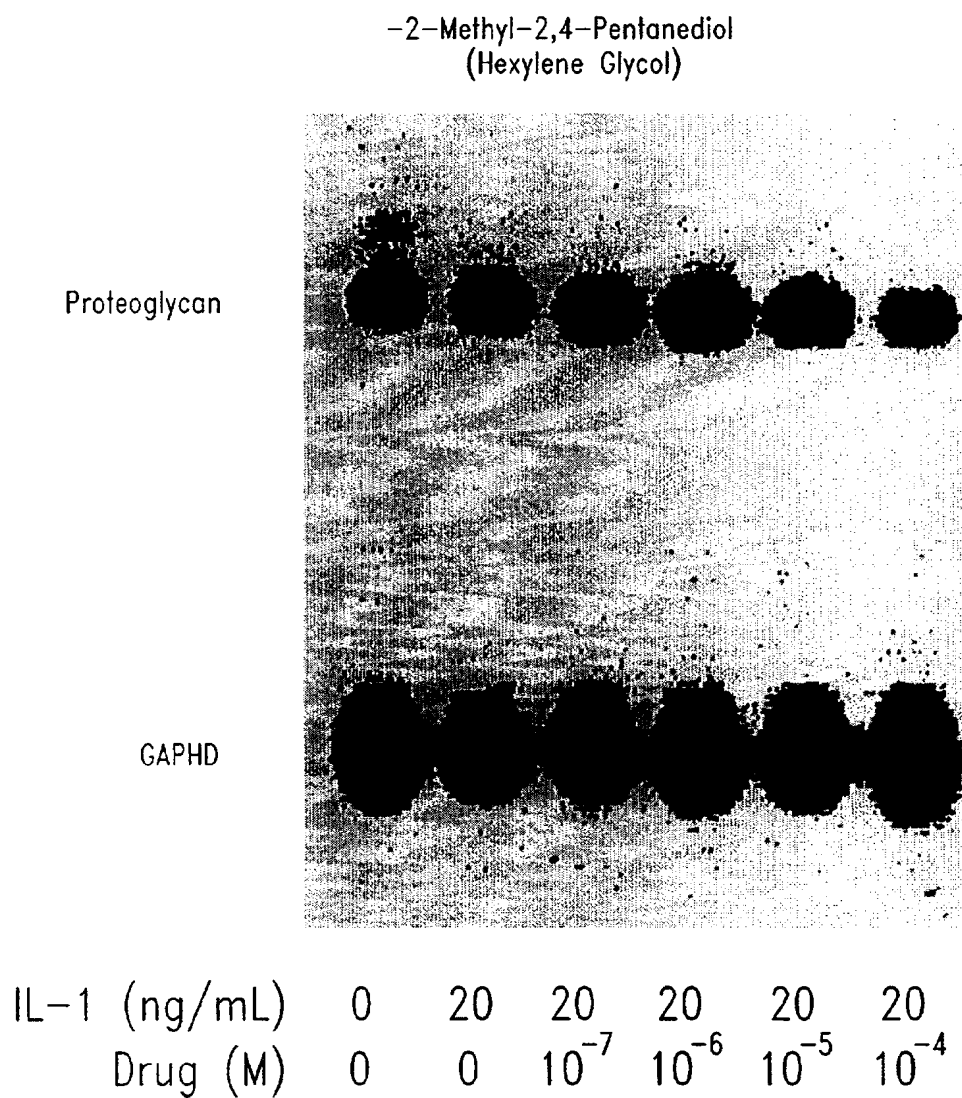 -2-Methyl-2,4-Pentanediol
(Hexylene Glycol)
Proteoglycan
GAPHD
IL-1 (ng/mL) 0 20 20 20 20 20
Drug (M) 0 0 10⁻⁷ 10⁻⁶ 10⁻⁵ 10⁻⁴